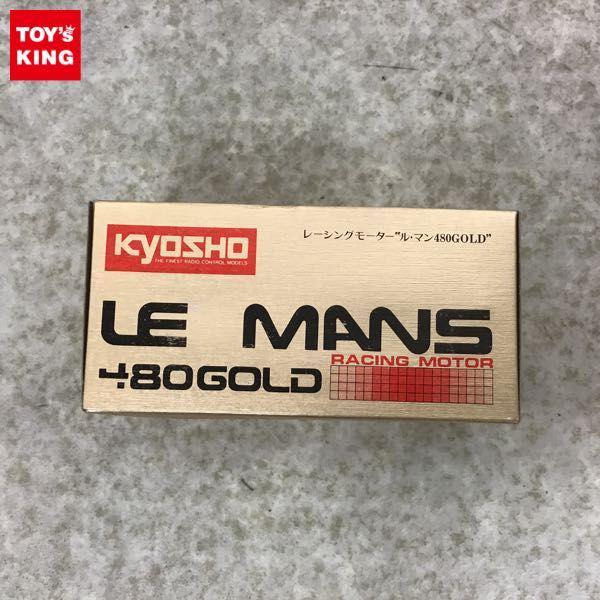 TOY's
KING
KYOSHO
THE FINEST RADIO CONTROL MODELS
レーシングモーター"ル・マン480GOLD"
LE MANS
480GOLD
RACING MOTOR